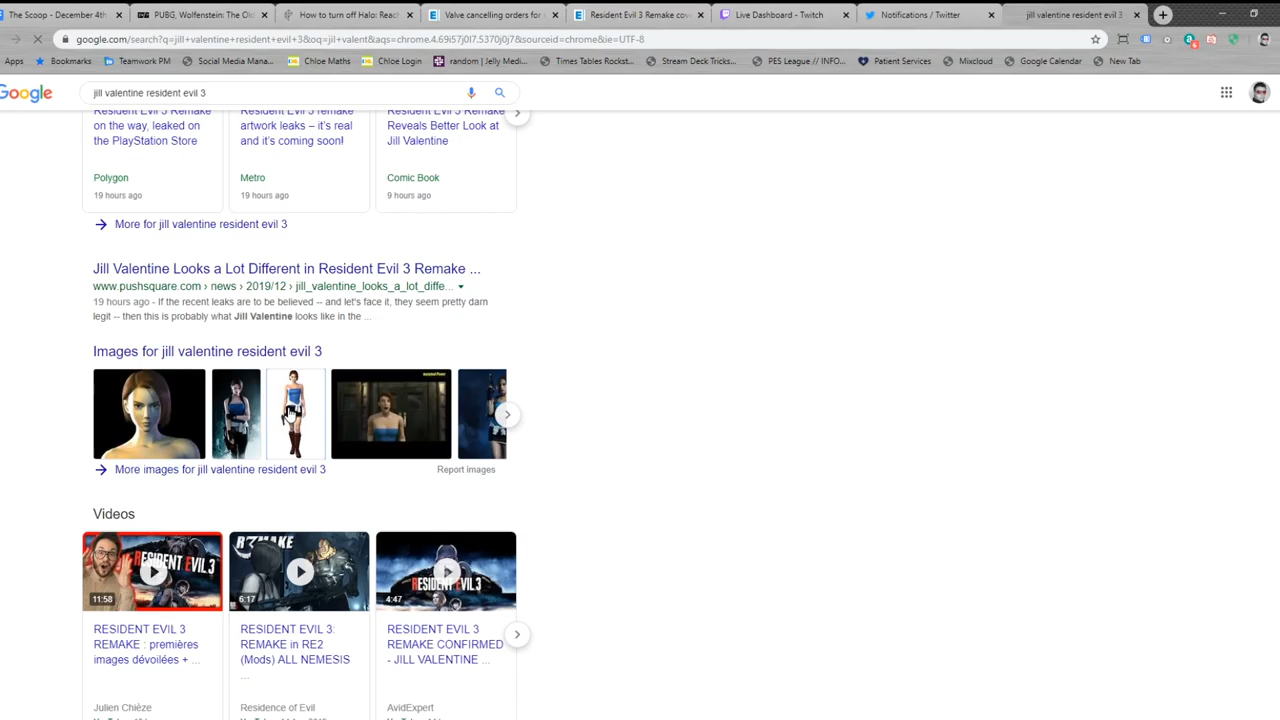 The Scoop - December 4th
PUBG, Wolfenstein: The Old
How to turn off Halo: Reach
Valve cancelling orders for
Resident Evil 3 Remake cov
Live Dashboard - Twitch
Notifications / Twitter
jill valentine resident evil 3
google.com/search?q=jill+valentine+resident+evil+3&oq=jil+valent&aqs=chrome.4.69i57j0l7.5370j0j7&sourceid=chrome&ie=UTF-8
Apps Bookmarks Teamwork PM Social Media Mana... Chloe Maths Chloe Login random | Jelly Medi... Times Tables Rockst... Stream Deck Tricks... PES League // INFO... Patient Services Mixcloud Google Calendar New Tab
Google
jill valentine resident evil 3
Resident Evil 3 Remake
on the way, leaked on
the PlayStation Store
Polygon
19 hours ago
Resident Evil 3 remake
artwork leaks – it's real
and it's coming soon!
Metro
19 hours ago
Resident Evil 3 Remake
Reveals Better Look at
Jill Valentine
Comic Book
9 hours ago
More for jill valentine resident evil 3
Jill Valentine Looks a Lot Different in Resident Evil 3 Remake ...
www.pushsquare.com › news › 2019/12 › jill_valentine_looks_a_lot_diffe...
19 hours ago - If the recent leaks are to be believed -- and let's face it, they seem pretty darn
legit -- then this is probably what Jill Valentine looks like in the ...
Images for jill valentine resident evil 3
More images for jill valentine resident evil 3
Report images
Videos
RESIDENT EVIL.3
11:58
REMAKE
6:17
RESIDENT EVIL.3
4:47
RESIDENT EVIL 3
REMAKE : premières
images dévoilées + ...
Julien Chièze
RESIDENT EVIL 3:
REMAKE in RE2
(Mods) ALL NEMESIS
...
Residence of Evil
RESIDENT EVIL 3
REMAKE CONFIRMED
- JILL VALENTINE ...
AvidExpert